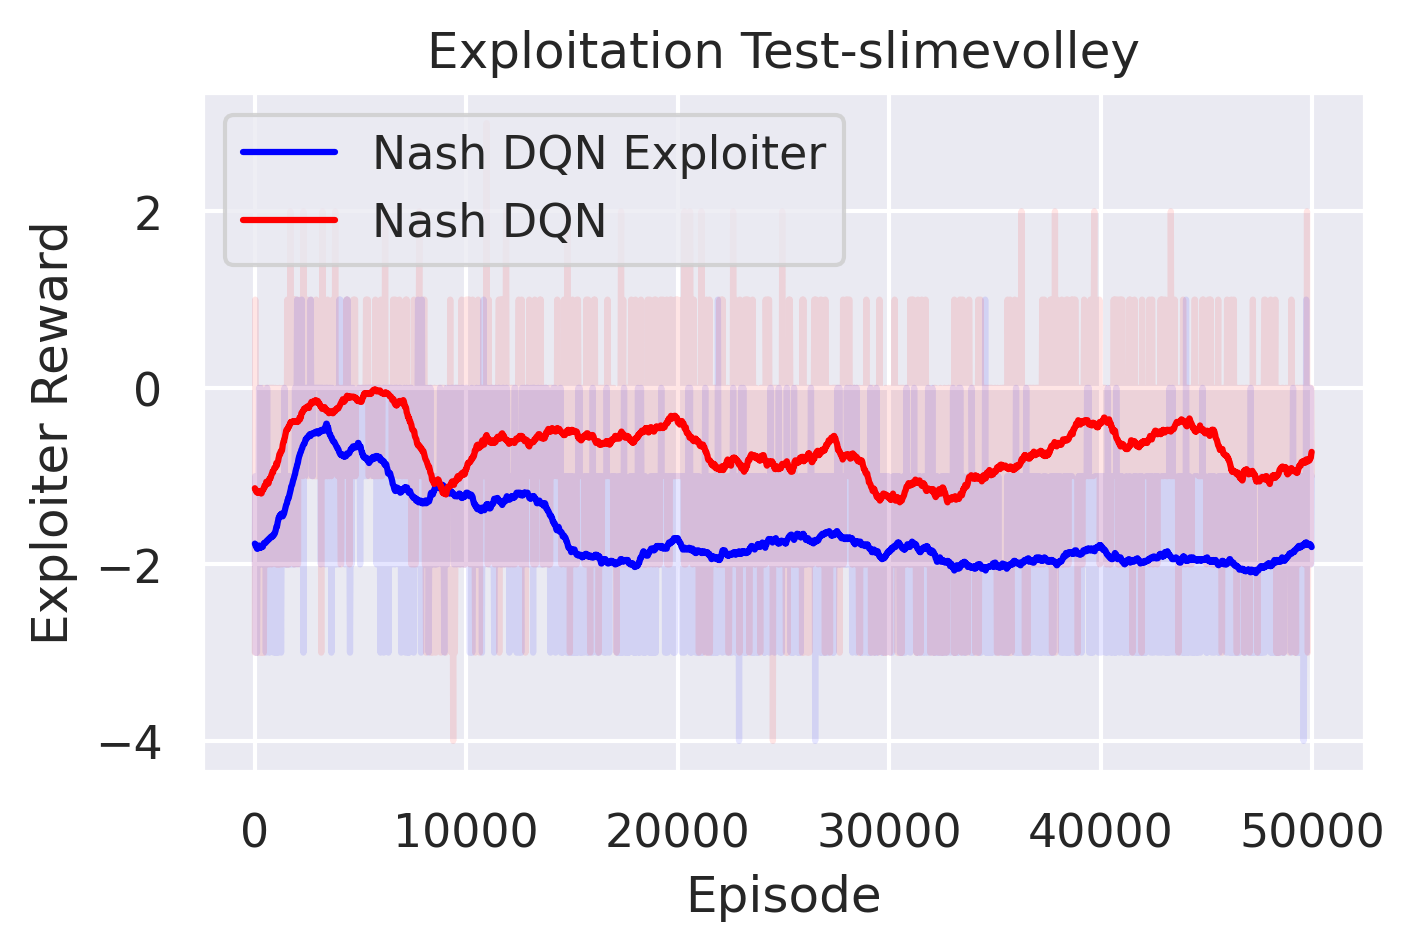 Exploitation Test-slimevolley
Nash DQN Exploiter
Nash DQN
Exploiter Reward
2
0
−2
−4
0 10000 20000 30000 40000 50000
Episode